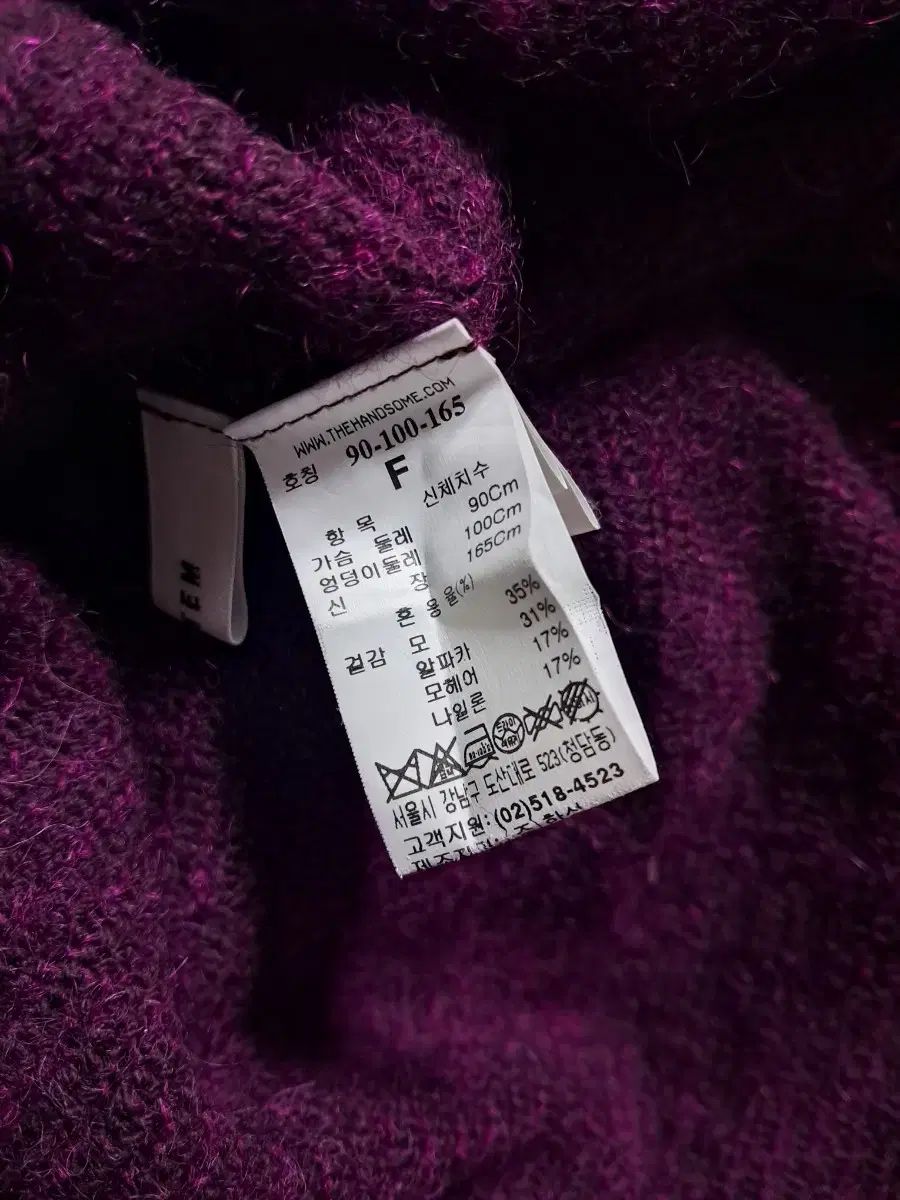 WWW.THEHANDSOME.COM
호칭 90-100-165
F
항 목 신체치수
가슴 둘레 90Cm
엉덩이둘레 100Cm
신 장 165Cm
혼 용 율(%)
겉감 모 35%
알파카 31%
모헤어 17%
나일론 17%
서울시 강남구 도산대로 523(청담동)
고객지원: (02)518-4523